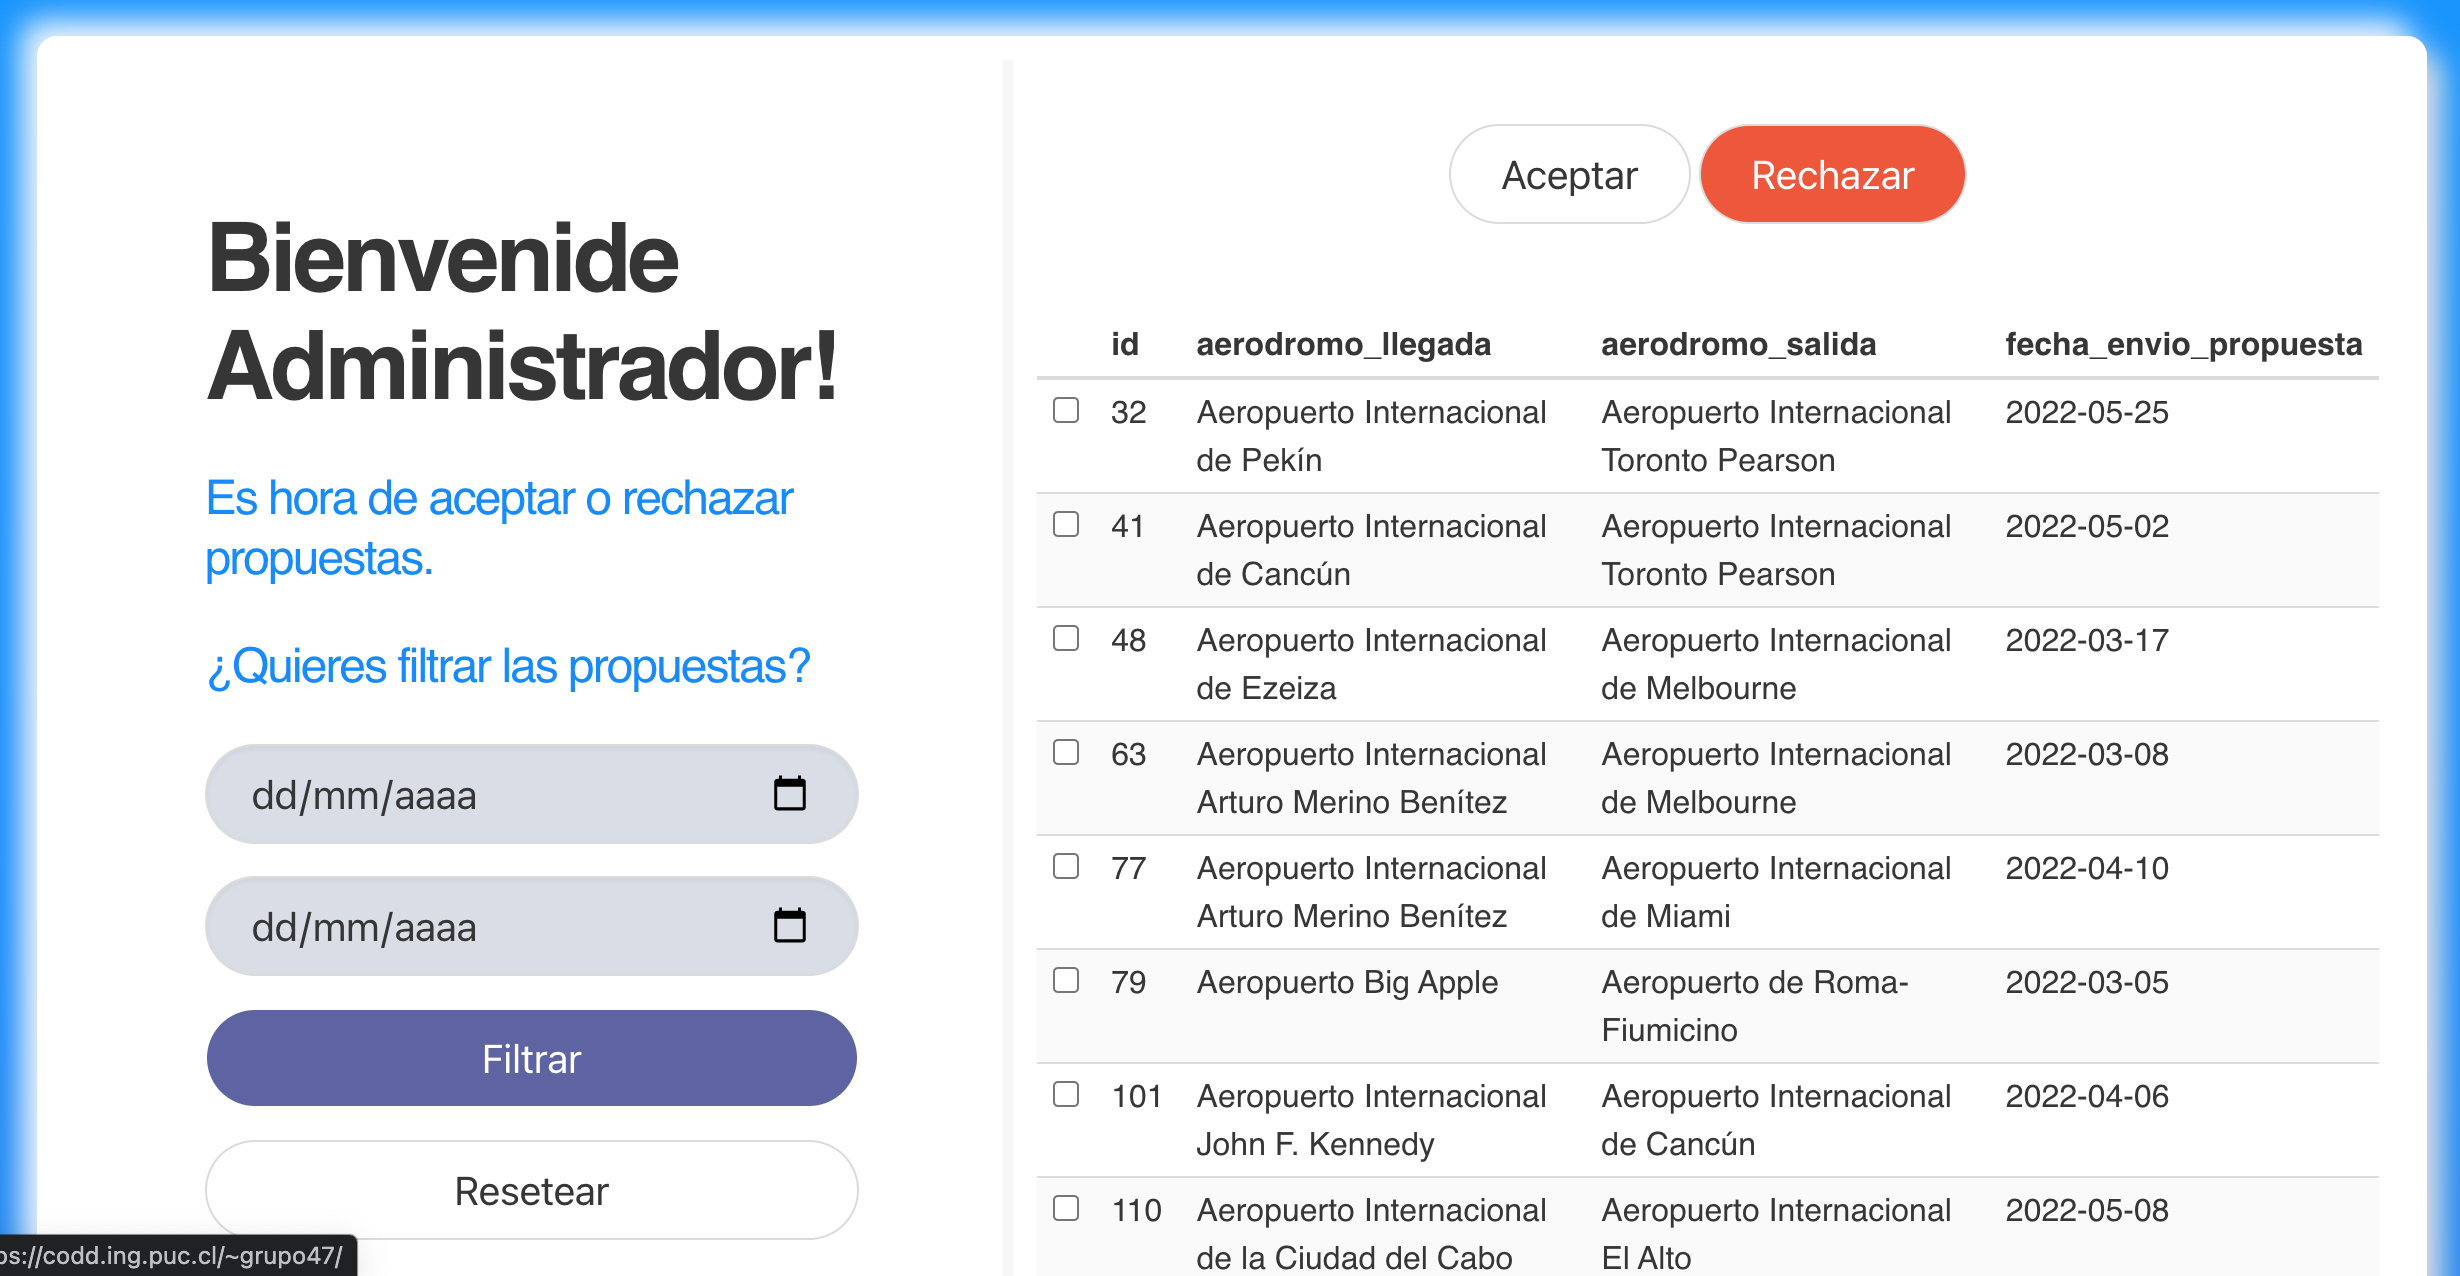 Bienvenide
Administrador!
Es hora de aceptar o rechazar
propuestas.
¿Quieres filtrar las propuestas?
dd/mm/aaaa
dd/mm/aaaa
Filtrar
Resetear
ps://codd.ing.puc.cl/~grupo47/
Aceptar Rechazar
id aerodromo_llegada aerodromo_salida fecha_envio_propuesta
32 Aeropuerto Internacional Aeropuerto Internacional 2022-05-25
de Pekín Toronto Pearson
41 Aeropuerto Internacional Aeropuerto Internacional 2022-05-02
de Cancún Toronto Pearson
48 Aeropuerto Internacional Aeropuerto Internacional 2022-03-17
de Ezeiza de Melbourne
63 Aeropuerto Internacional Aeropuerto Internacional 2022-03-08
Arturo Merino Benítez de Melbourne
77 Aeropuerto Internacional Aeropuerto Internacional 2022-04-10
Arturo Merino Benítez de Miami
79 Aeropuerto Big Apple Aeropuerto de Roma- 2022-03-05
Fiumicino
101 Aeropuerto Internacional Aeropuerto Internacional 2022-04-06
John F. Kennedy de Cancún
110 Aeropuerto Internacional Aeropuerto Internacional 2022-05-08
de la Ciudad del Cabo El Alto